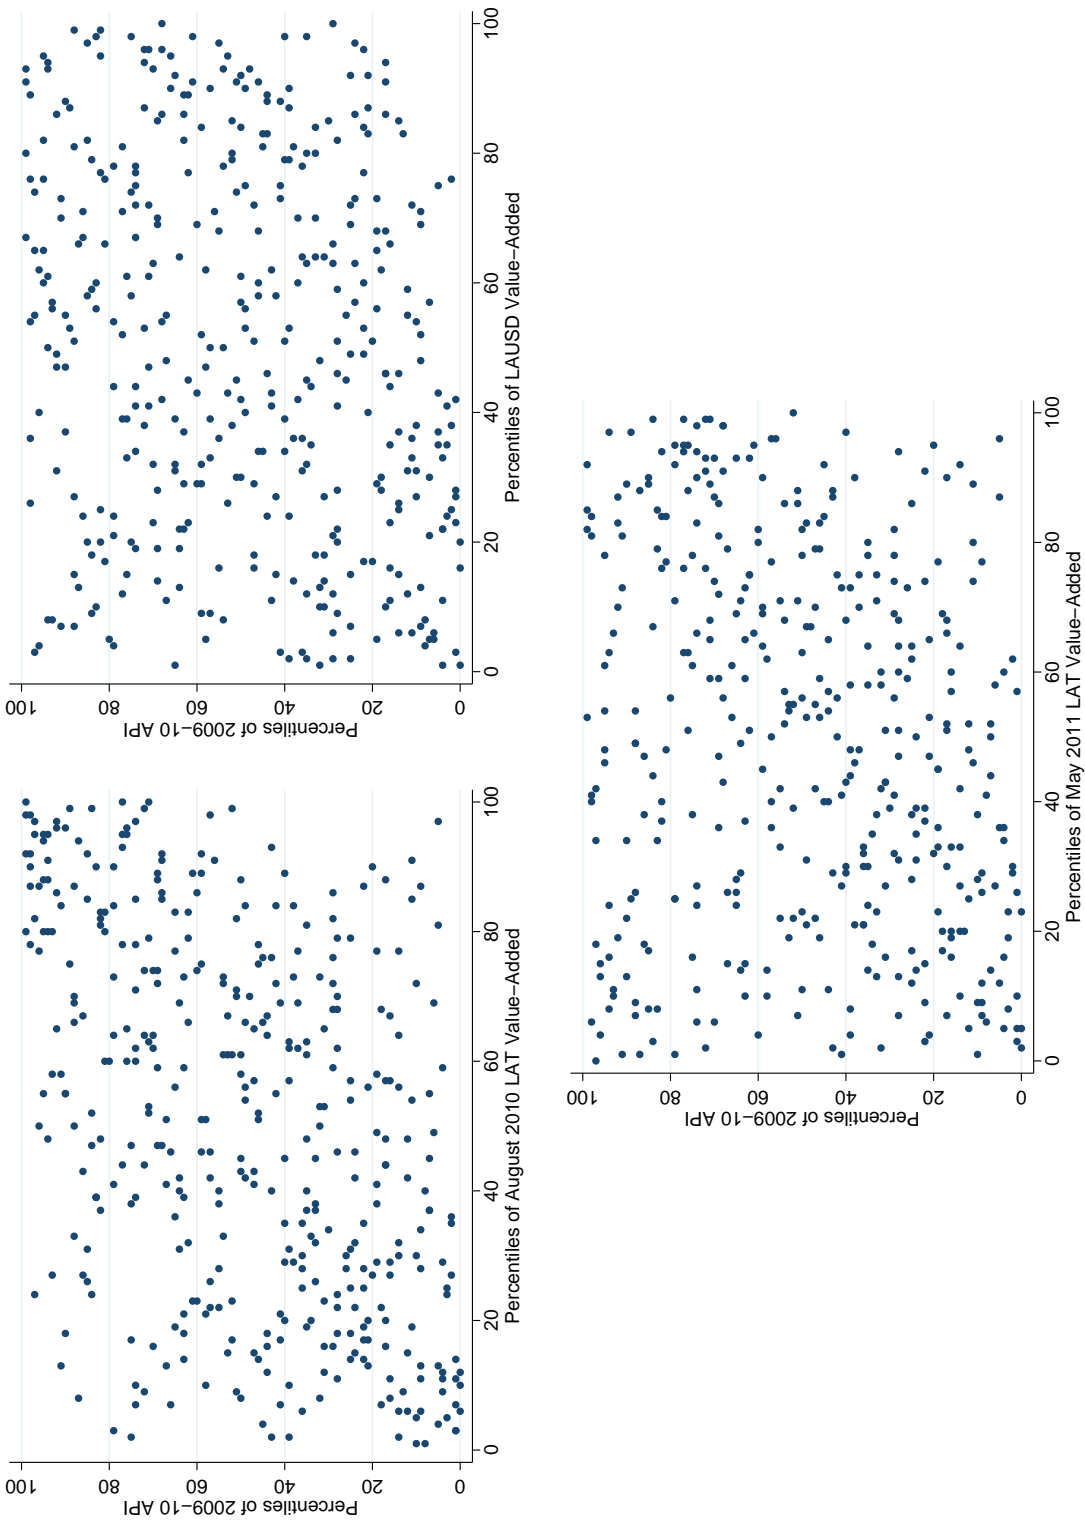 Percentiles of 2009–10 API
100
80
60
40
20
0
0 20 40 60 80 100
Percentiles of August 2010 LAT Value–Added
Percentiles of 2009–10 API
100
80
60
40
20
0
0 20 40 60 80 100
Percentiles of LAUSD Value–Added
Percentiles of 2009–10 API
100
80
60
40
20
0
0 20 40 60 80 100
Percentiles of May 2011 LAT Value–Added